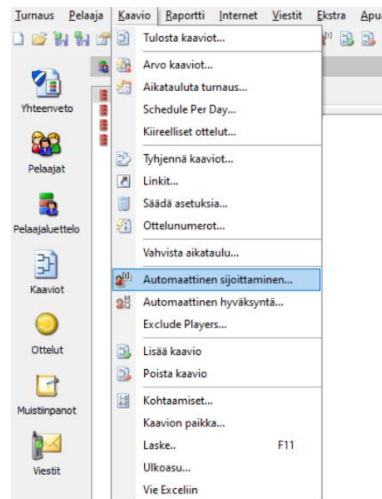 Turnaus Pelaaja Kaavio Raportti Internet Viestit Ekstra Apua
Tulosta kaaviot...
Arvo kaaviot...
Aikatauluta turnaus...
Schedule Per Day...
Kiireelliset ottelut...
Tyhjennä kaaviot...
Linkit...
Säädä asetuksia...
Ottelunumerot...
Vahvista aikataulu...
Automaattinen sijoittaminen...
Automaattinen hyväksyntä...
Exclude Players...
Lisää kaavio
Poista kaavio
Kohtaamiset...
Kaavion paikka...
Laske.. F11
Ulkoasu...
Vie Exceliin
Yhteenveto
Pelaajat
Pelaajaluettelo
Kaaviot
Ottelut
Muistiinpanot
Viestit